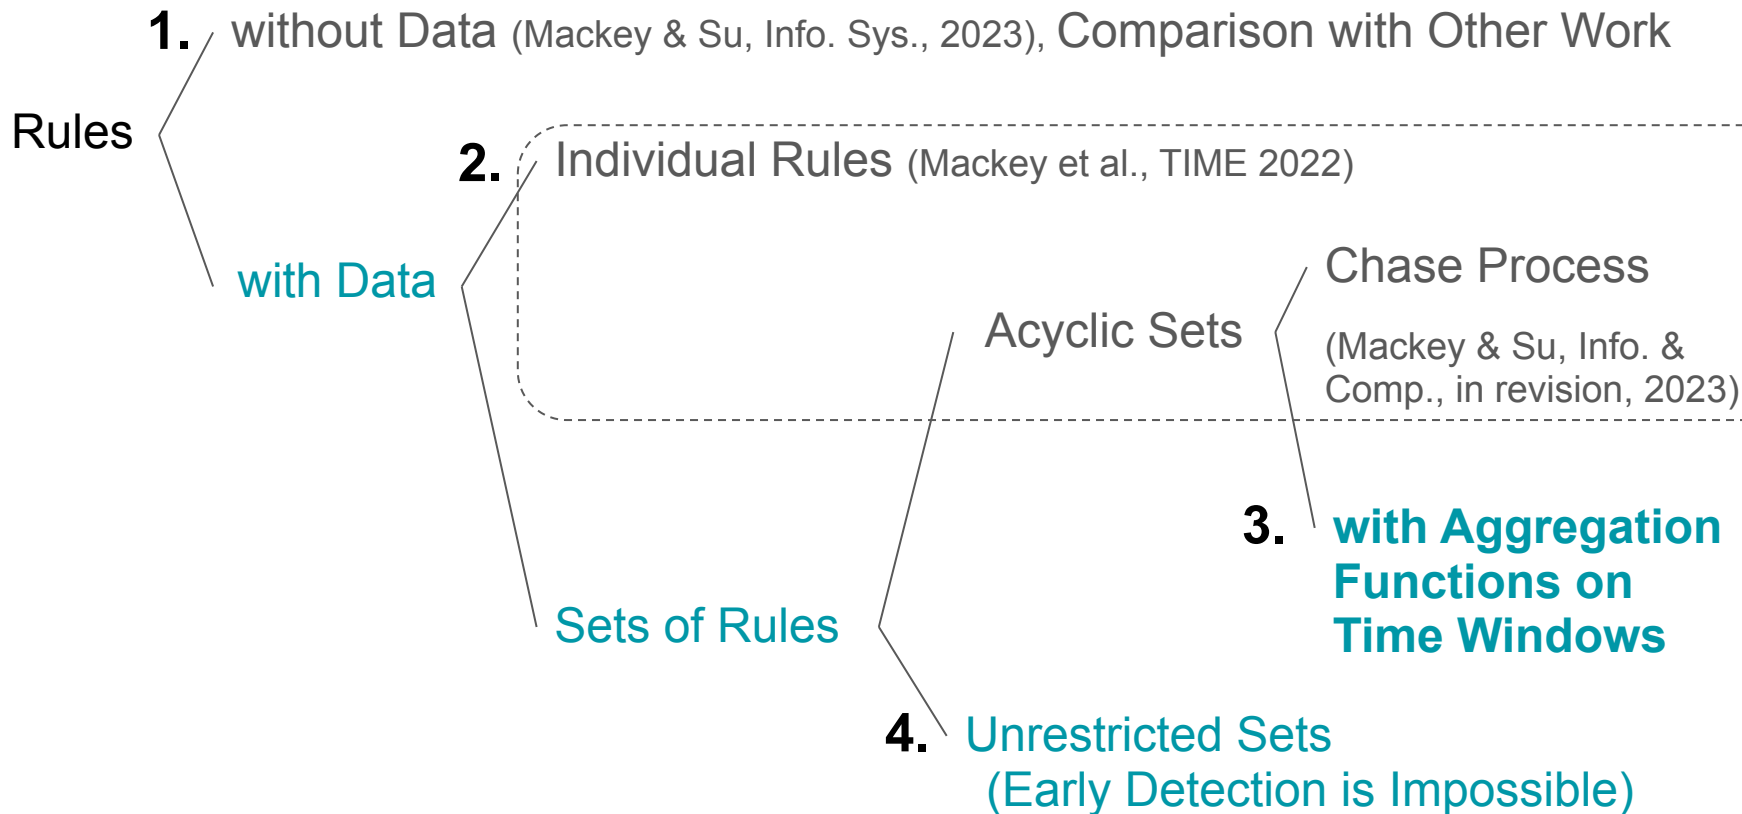 1. without Data (Mackey & Su, Info. Sys., 2023), Comparison with Other Work
Rules
2. Individual Rules (Mackey et al., TIME 2022)
with Data
Chase Process
Acyclic Sets
(Mackey & Su, Info. &
Comp., in revision, 2023)
3. with Aggregation
Functions on
Time Windows
Sets of Rules
4. Unrestricted Sets
(Early Detection is Impossible)